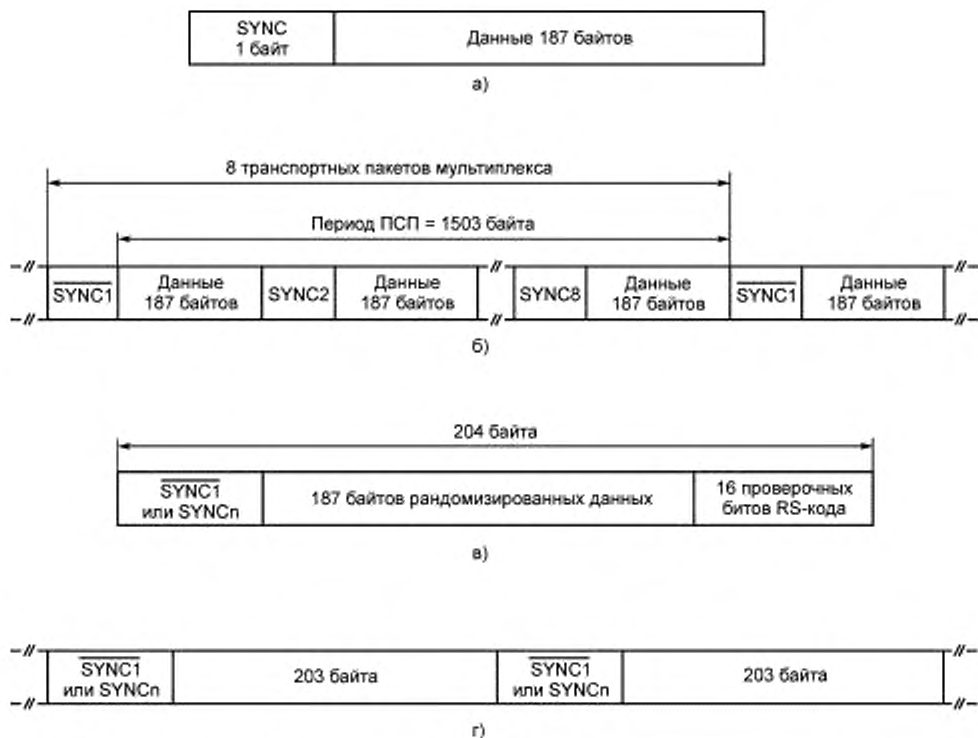 SYNC
1 байт
Данные 187 байтов
а)
8 транспортных пакетов мультиплекса
Период ПСП = 1503 байта
SYNC1
Данные
187 байтов
SYNC2
Данные
187 байтов
SYNC8
Данные
187 байтов
SYNC1
Данные
187 байтов
б)
204 байта
SYNC1
или SYNCn
187 байтов рандомизированных данных
16 проверочных
битов RS-кода
в)
SYNC1
или SYNCn
203 байта
SYNC1
или SYNCn
203 байта
г)